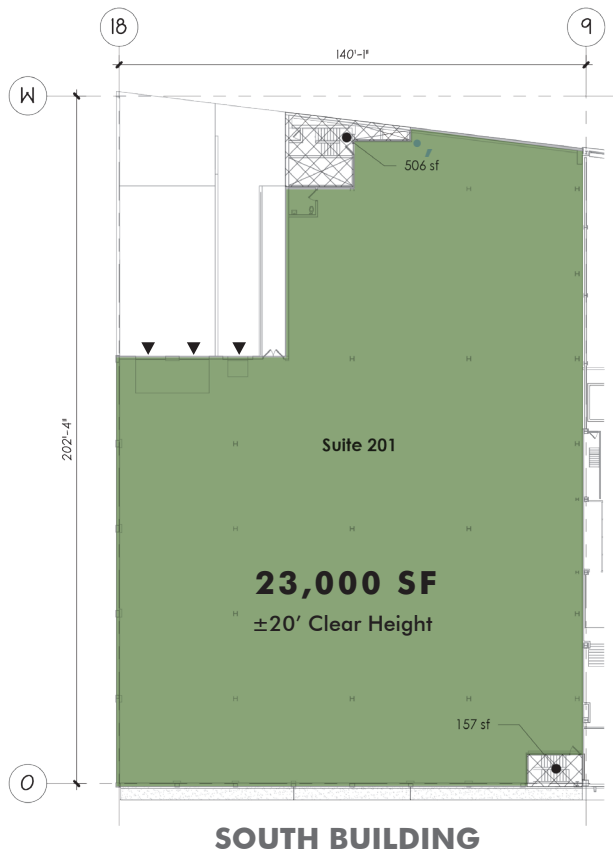 18
9
140'-1"
W
506 sf
202'-4"
Suite 201
23,000 SF
±20' Clear Height
157 sf
O
SOUTH BUILDING